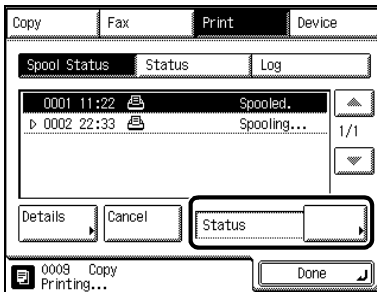 Copy Fax Print Device
Spool Status Status Log
0001 11:22 Spooled.
0002 22:33 Spooling...
1/1
Details Cancel Status
0009 Copy
Printing...
Done